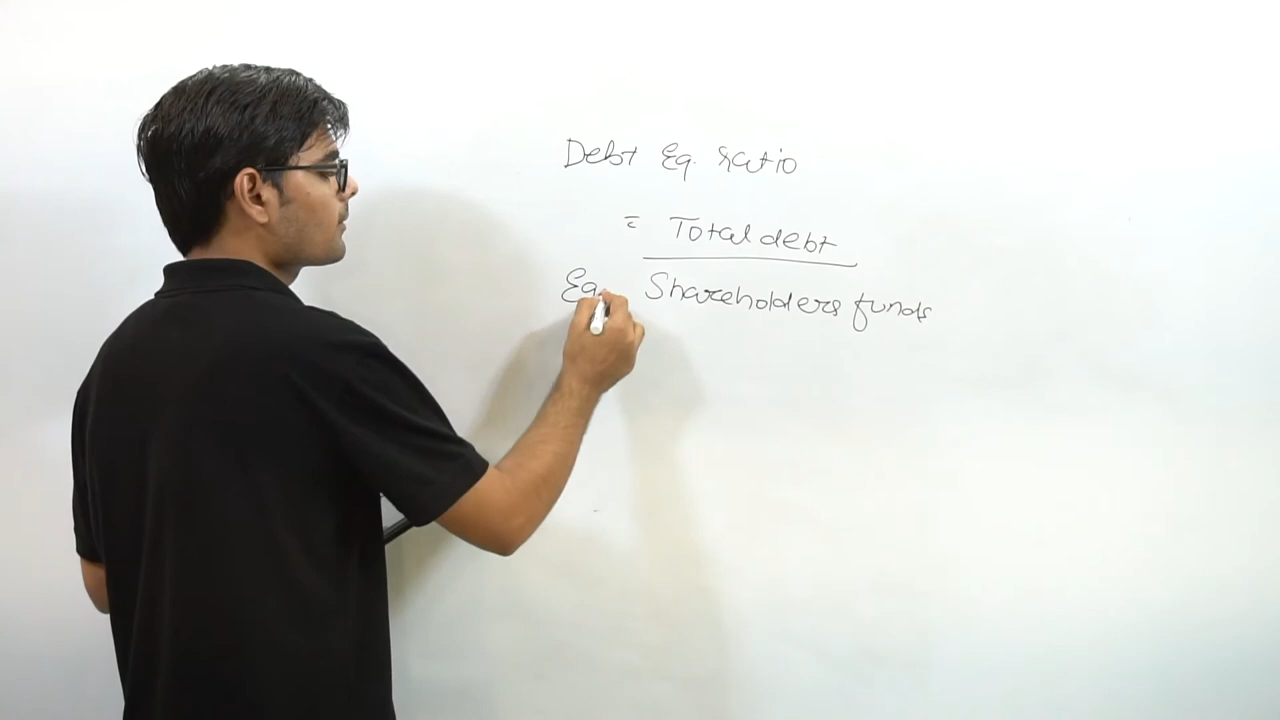 Debt Eq. ratio
= Total debt
Eq. Shareholders funds